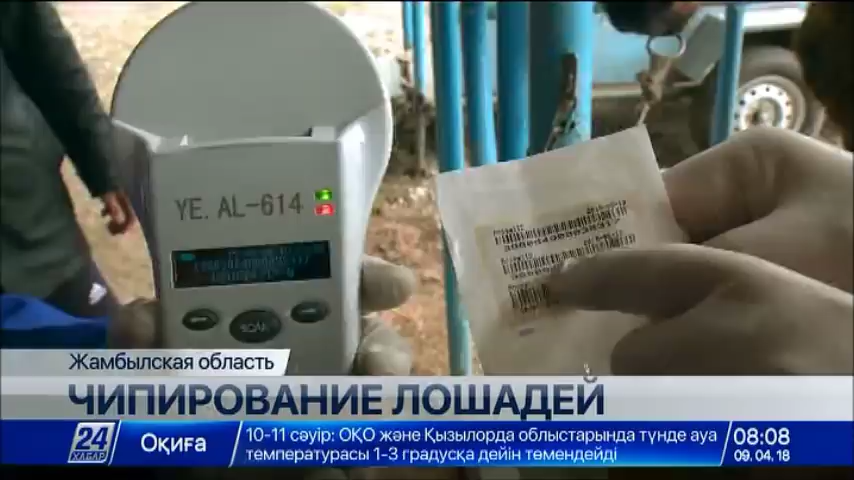 YE. AL-614
Жамбылская область
ЧИПИРОВАНИЕ ЛОШАДЕЙ
24
ХАБАР
Оқиға
10-11 сәуір: ОҚО және Қызылорда облыстарында түнде ауа
температурасы 1-3 градусқа дейін төмендейді
08:08
09. 04. 18